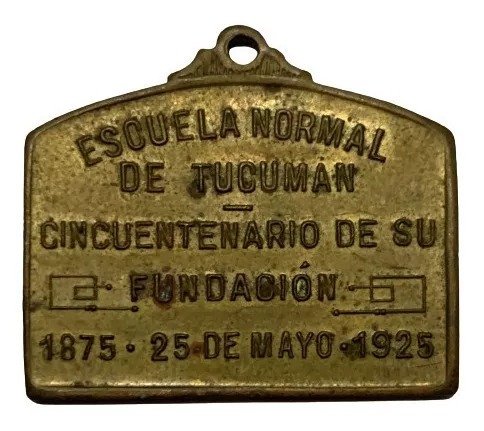 ESCUELA NORMAL
DE TUCUMAN
CINCUENTENARIO DE SU
FUNDACIÓN
1875 · 25 DE MAYO · 1925